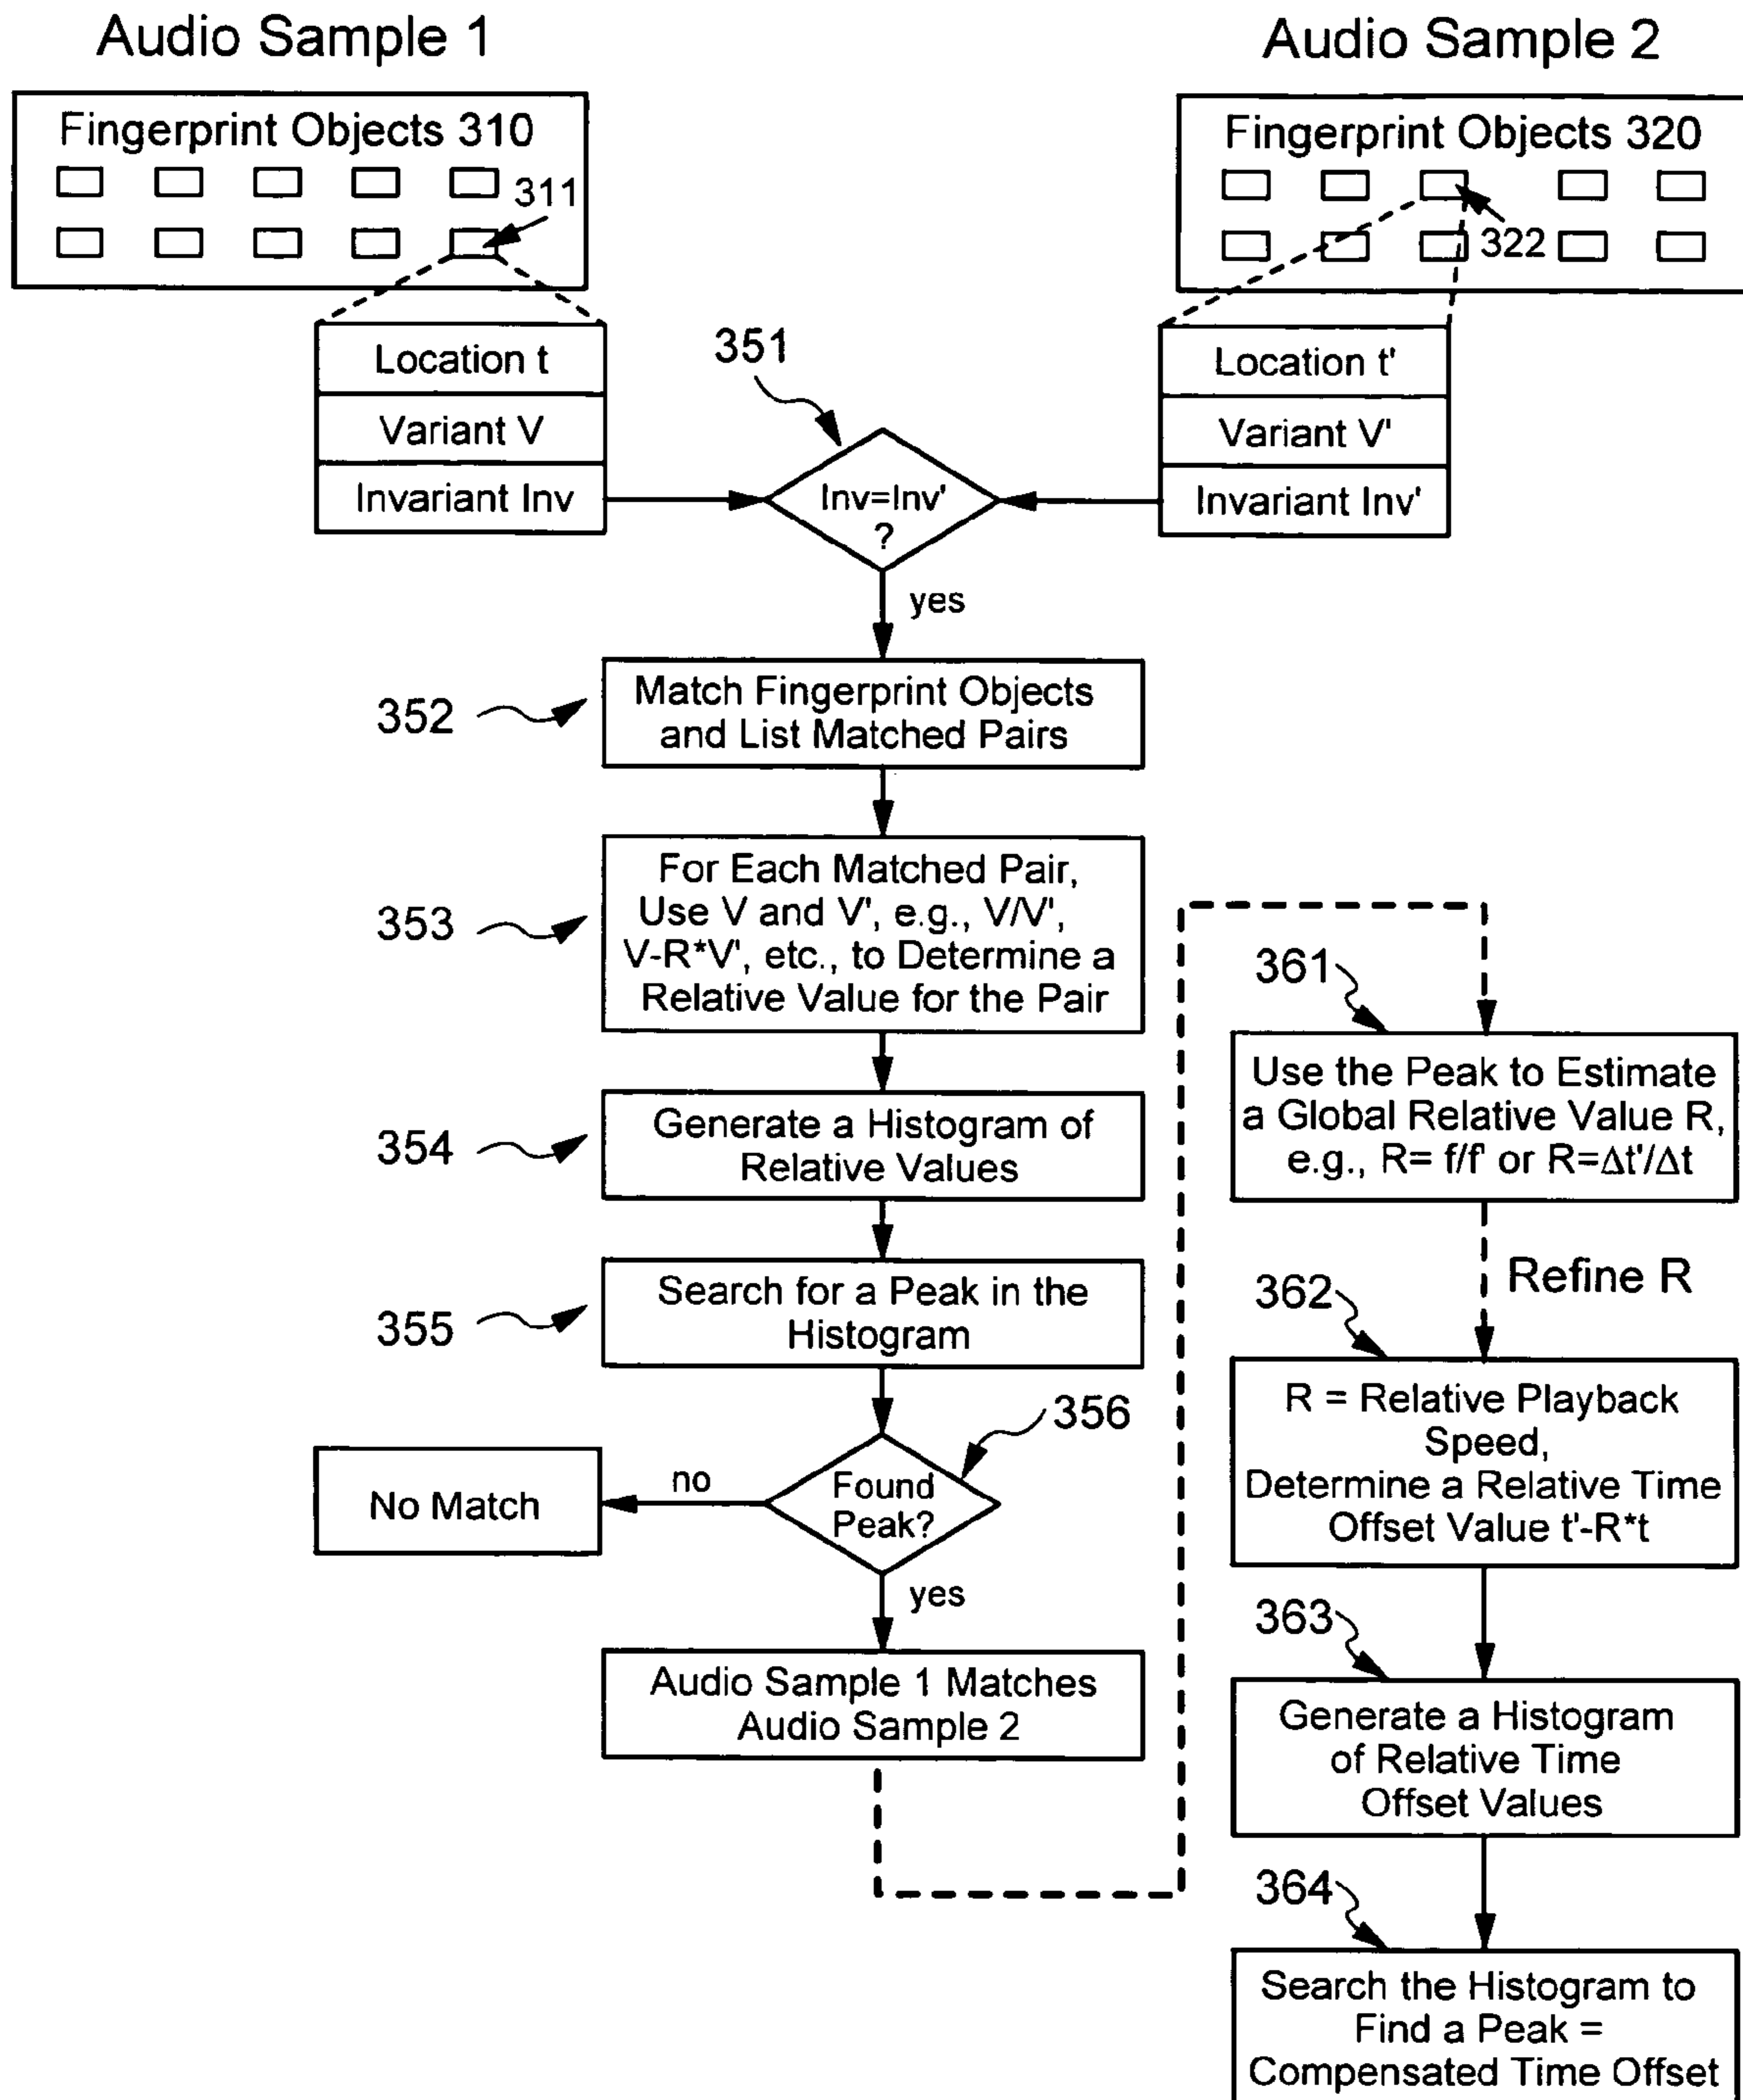 Audio Sample 1
Audio Sample 2
Fingerprint Objects 310
311
Fingerprint Objects 320
322
Location t
Variant V
Invariant Inv
351
Inv=Inv'
?
Location t'
Variant V'
Invariant Inv'
yes
352
Match Fingerprint Objects
and List Matched Pairs
353
For Each Matched Pair,
Use V and V', e.g., V/V',
V-R*V', etc., to Determine a
Relative Value for the Pair
354
Generate a Histogram of
Relative Values
355
Search for a Peak in the
Histogram
356
Found
Peak?
no
No Match
yes
Audio Sample 1 Matches
Audio Sample 2
361
Use the Peak to Estimate
a Global Relative Value R,
e.g., R= f/f' or R=Δt'/Δt
Refine R
362
R = Relative Playback
Speed,
Determine a Relative Time
Offset Value t'-R*t
363
Generate a Histogram
of Relative Time
Offset Values
364
Search the Histogram to
Find a Peak =
Compensated Time Offset